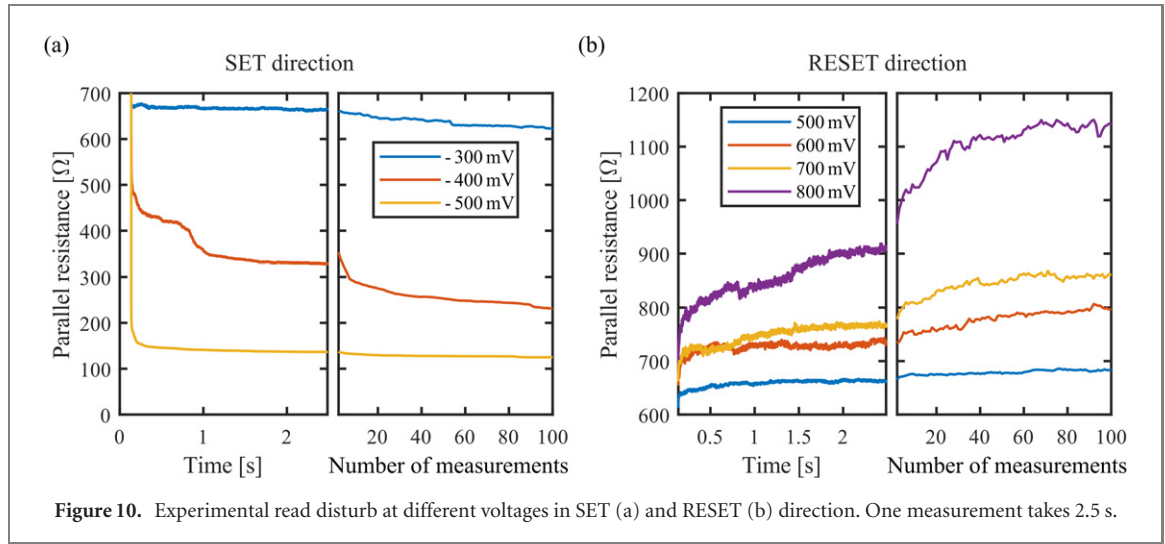 (a)
SET direction
Parallel resistance [Ω]
700
600
500
400
300
200
100
0
- 300 mV
- 400 mV
- 500 mV
0 1 2
20 40 60 80 100
Time [s]
Number of measurements
(b)
RESET direction
Parallel resistance [Ω]
1200
1100
1000
900
800
700
600
500 mV
600 mV
700 mV
800 mV
0.5 1 1.5 2
20 40 60 80 100
Time [s]
Number of measurements
Figure 10. Experimental read disturb at different voltages in SET (a) and RESET (b) direction. One measurement takes 2.5 s.